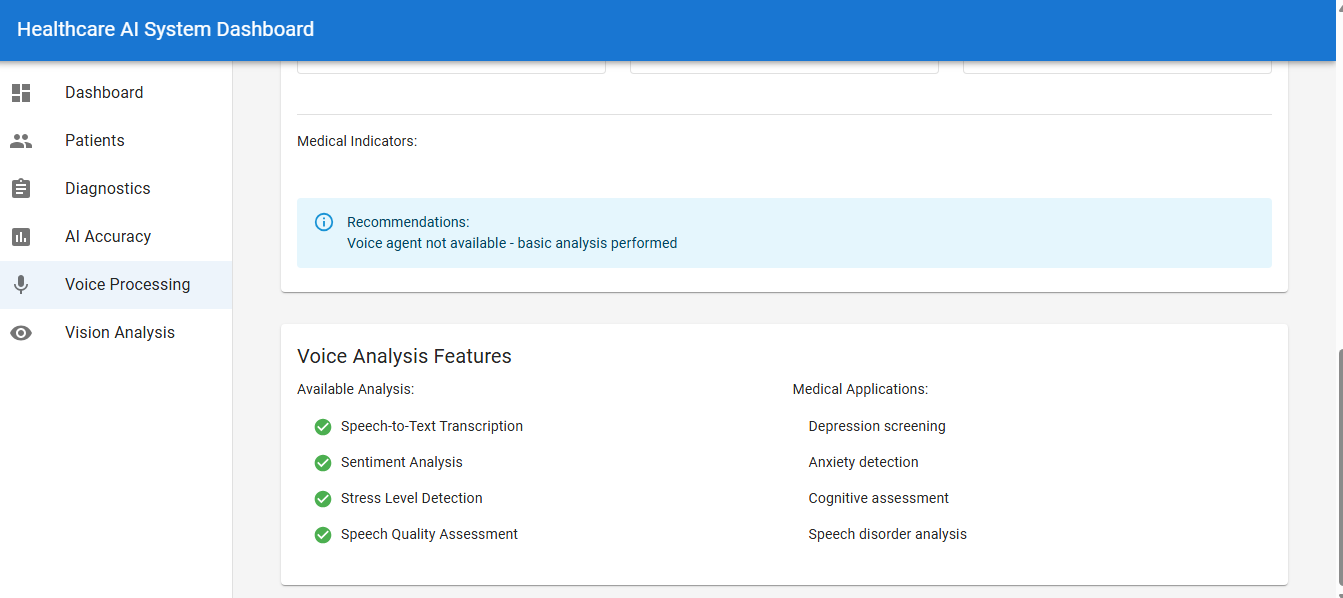 Healthcare AI System Dashboard
Dashboard
Patients
Diagnostics
AI Accuracy
Voice Processing
Vision Analysis
Medical Indicators:
Recommendations:
Voice agent not available - basic analysis performed
Voice Analysis Features
Available Analysis:
Speech-to-Text Transcription
Sentiment Analysis
Stress Level Detection
Speech Quality Assessment
Medical Applications:
Depression screening
Anxiety detection
Cognitive assessment
Speech disorder analysis